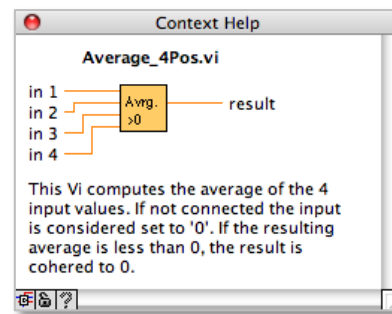 Context Help
Average_4Pos.vi
in 1
in 2
in 3
in 4
Avrg.
>0
result
This Vi computes the average of the 4
input values. If not connected the input
is considered set to '0'. If the resulting
average is less than 0, the result is
cohered to 0.
?